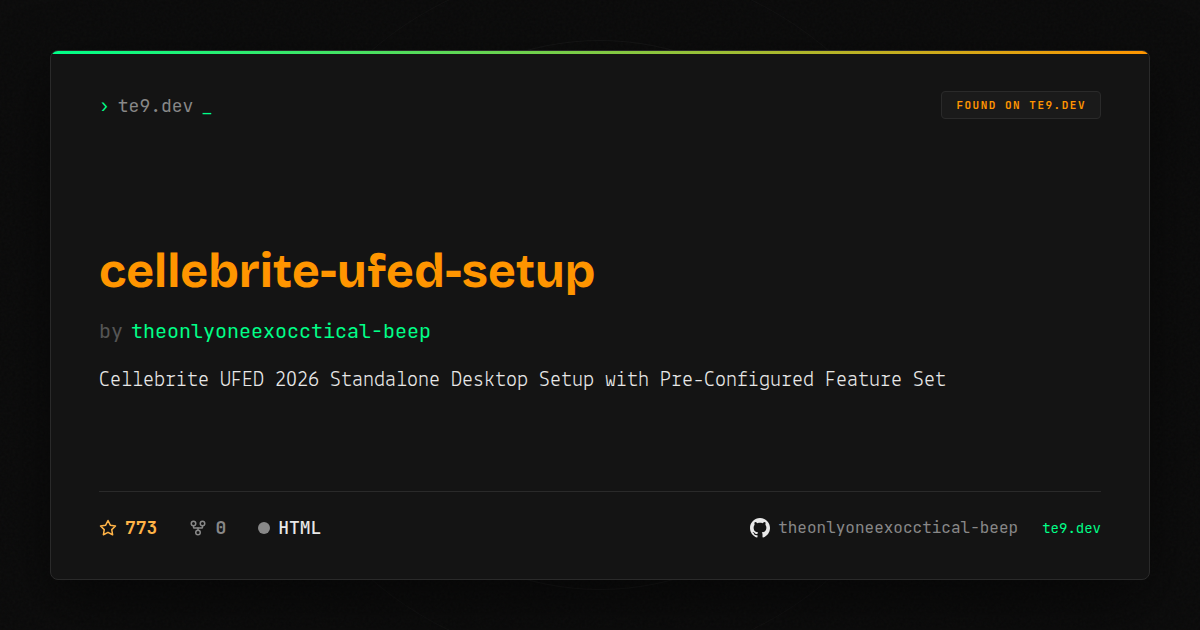 › te9.dev _
FOUND ON TE9.DEV
cellebrite-ufed-setup
by theonlyoneexocctical-beep
Cellebrite UFED 2026 Standalone Desktop Setup with Pre-Configured Feature Set
773 0 HTML
theonlyoneexocctical-beep te9.dev